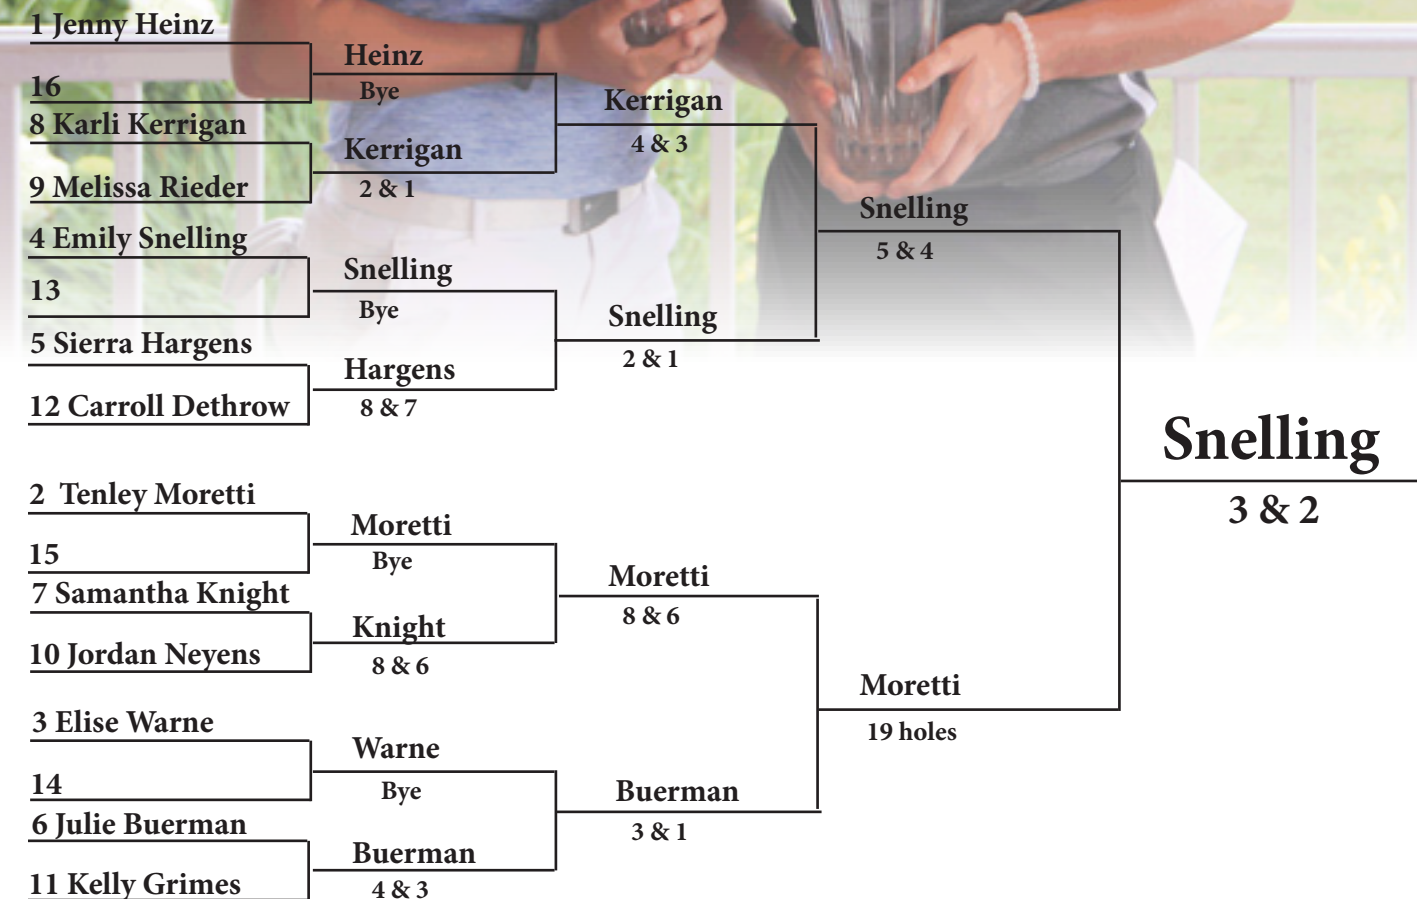 1 Jenny Heinz
16
8 Karli Kerrigan
9 Melissa Rieder
4 Emily Snelling
13
5 Sierra Hargens
12 Carroll Dethrow
2 Tenley Moretti
15
7 Samantha Knight
10 Jordan Neyens
3 Elise Warne
14
6 Julie Buerman
11 Kelly Grimes
Heinz
Bye
Kerrigan
2 & 1
Snelling
Bye
Hargens
8 & 7
Moretti
Bye
Knight
8 & 6
Warne
Bye
Buerman
4 & 3
Kerrigan
4 & 3
Snelling
2 & 1
Moretti
8 & 6
Buerman
3 & 1
Snelling
5 & 4
Moretti
19 holes
Snelling
3 & 2